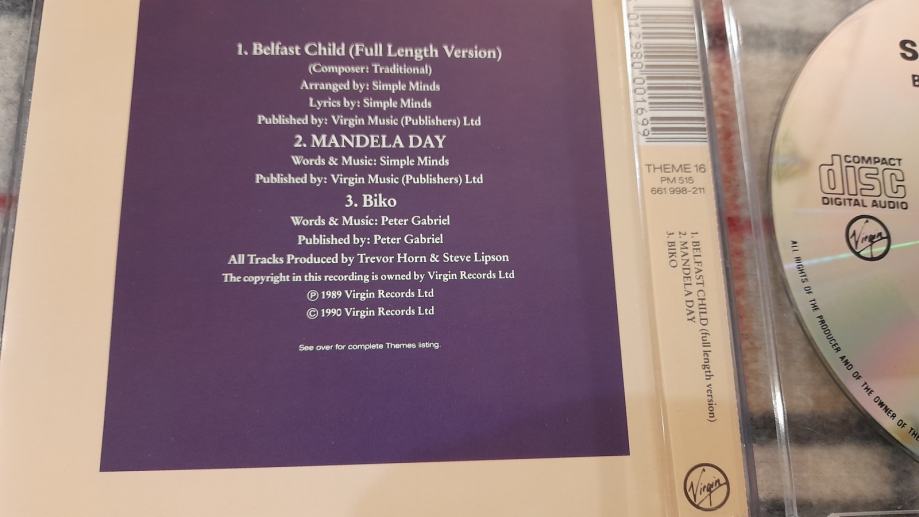 1. Belfast Child (Full Length Version)
(Composer: Traditional)
Arranged by: Simple Minds
Lyrics by: Simple Minds
Published by: Virgin Music (Publishers) Ltd
2. MANDELA DAY
Words & Music: Simple Minds
Published by: Virgin Music (Publishers) Ltd
3. Biko
Words & Music: Peter Gabriel
Published by: Peter Gabriel
All Tracks Produced by Trevor Horn & Steve Lipson
The copyright in this recording is owned by Virgin Records Ltd
Ⓟ 1989 Virgin Records Ltd
© 1990 Virgin Records Ltd
See over for complete Themes listing.
012980 001699
THEME 16
PM 515
661 998-211
1. BELFAST CHILD (full length version)
2. MANDELA DAY
3. BIKO
Virgin
S
B
COMPACT
disc
DIGITAL AUDIO
Virgin
ALL RIGHTS OF THE PRODUCER AND OF THE OWNER OF THE